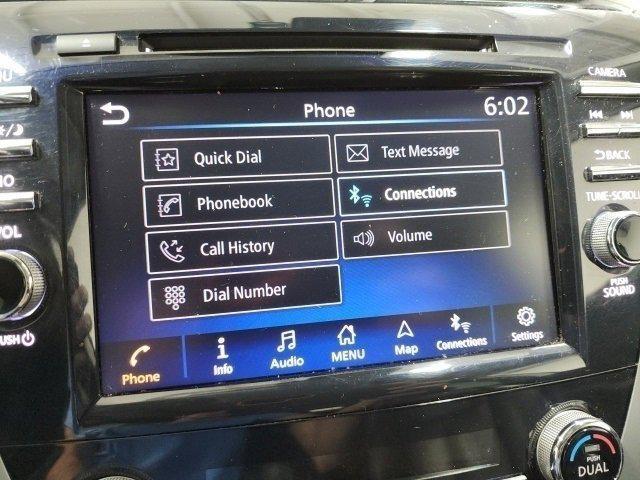 Phone 6:02
Quick Dial
Text Message
Phonebook
Connections
Call History
Volume
Dial Number
Phone
Info
Audio
MENU
Map
Connections
Settings
VOL
CAMERA
BACK
TUNE-SCROLL
PUSH
SOUND
PUSH
DUAL